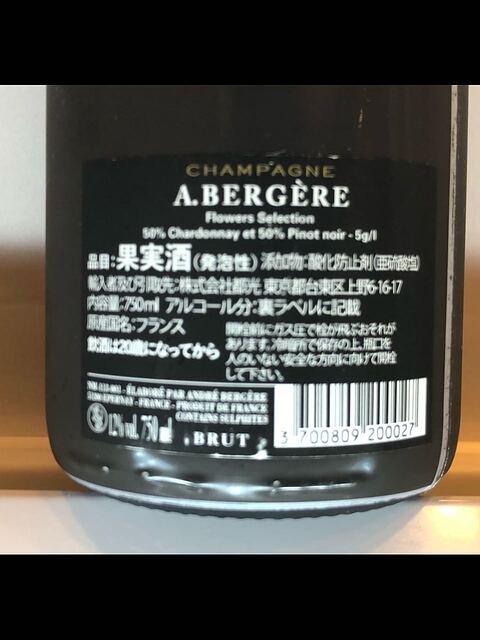 CHAMPAGNE
A.BERGÈRE
Flowers Selection
50% Chardonnay et 50% Pinot noir - 5g/l
品目:果実酒(発泡性) 添加物:酸化防止剤(亜硫酸塩)
輸入者及び引取先:株式会社都光 東京都台東区上野6-16-17
内容量:750ml アルコール分:裏ラベルに記載
原産国名:フランス
飲酒は20歳になってから
開栓前にガス圧で栓が飛ぶおそれが
あります。冷暗所で保存の上、瓶口を
人のいない安全な方向に向けて開栓
して下さい。
ELABORÉ PAR ANDRÉ BERGÈRE
51200 EPERNAY - FRANCE - PRODUCE OF FRANCE
CONTAINS SULPHITES
12% vol. 750 ml
BRUT
3 700809 200027